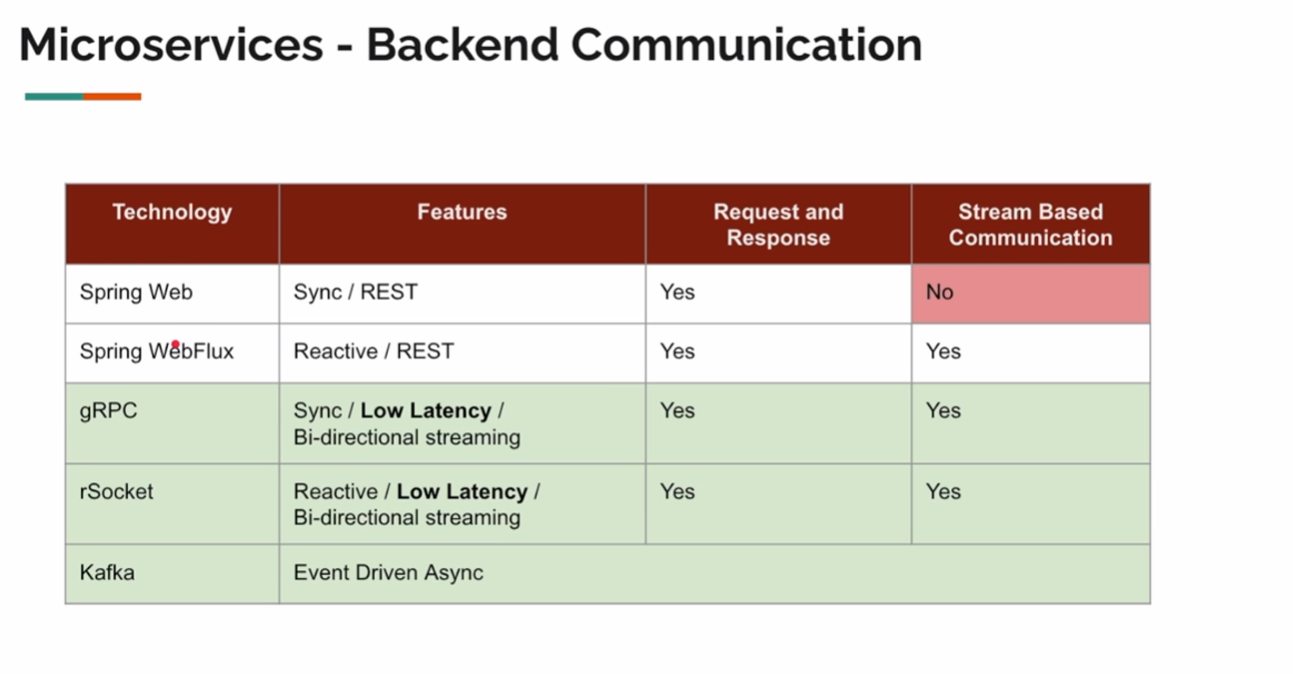 Microservices - Backend Communication
Technology
Features
Request and
Response
Stream Based
Communication
Spring Web
Sync / REST
Yes
No
Spring WebFlux
Reactive / REST
Yes
Yes
gRPC
Sync / Low Latency /
Bi-directional streaming
Yes
Yes
rSocket
Reactive / Low Latency /
Bi-directional streaming
Yes
Yes
Kafka
Event Driven Async